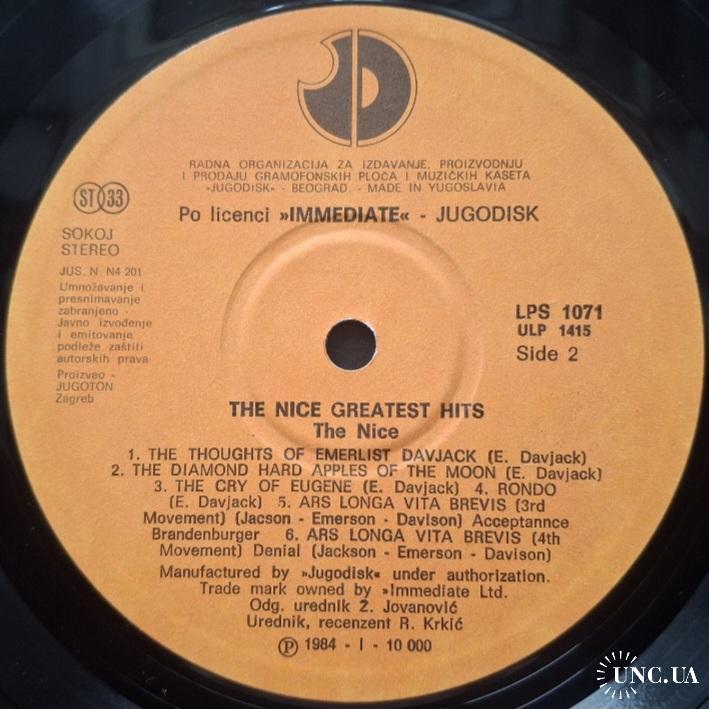 RADNA ORGANIZACIJA ZA IZDAVANJE, PROIZVODNJU
I PRODAJU GRAMOFONSKIH PLOČA I MUZIČKIH KASETA
»JUGODISK« - BEOGRAD. - MADE IN YUGOSLAVIA
Po licenci »IMMEDIATE« - JUGODISK
ST 33
SOKOJ
STEREO
JUS. N. N4 201
Umnožavanje i
presnimavanje
zabranjeno -
Javno izvođenje
i emitovanje
podleže zaštiti
autorskih prava
Proizveo -
JUGOTON
Zagreb
LPS 1071
ULP 1415
Side 2
THE NICE GREATEST HITS
The Nice
1. THE THOUGHTS OF EMERLIST DAVJACK (E. Davjack)
2. THE DIAMOND HARD APPLES OF THE MOON (E. Davjack)
3. THE CRY OF EUGENE (E. Davjack) 4. RONDO
(E. Davjack) 5. ARS LONGA VITA BREVIS (3rd
Movement) (Jacson - Emerson - Davison) Acceptannce
Brandenburger 6. ARS LONGA VITA BREVIS (4th
Movement) Denial (Jackson - Emerson - Davison)
Manufactured by »Jugodisk« under authorization.
Trade mark owned by »Immediate Ltd.
Odg. urednik Ž. Jovanović
Urednik, recenzent R. Krkić
Ⓟ 1984 - I - 10 000
UNC.UA